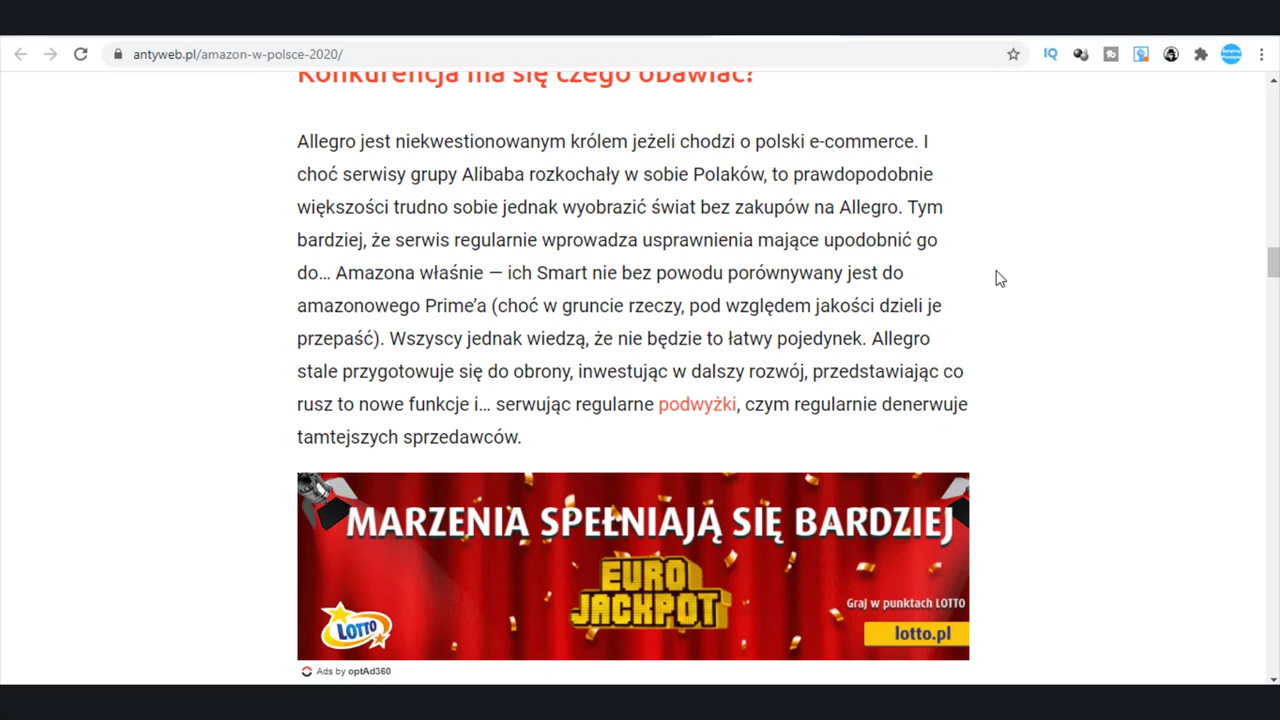 antyweb.pl/amazon-w-polsce-2020/
IQ
Konkurencja ma się czego obawiać?
Allegro jest niekwestionowanym królem jeżeli chodzi o polski e-commerce. I
choć serwisy grupy Alibaba rozkochały w sobie Polaków, to prawdopodobnie
większości trudno sobie jednak wyobrazić świat bez zakupów na Allegro. Tym
bardziej, że serwis regularnie wprowadza usprawnienia mające upodobnić go
do… Amazona właśnie — ich Smart nie bez powodu porównywany jest do
amazonowego Prime’a (choć w gruncie rzeczy, pod względem jakości dzieli je
przepaść). Wszyscy jednak wiedzą, że nie będzie to łatwy pojedynek. Allegro
stale przygotowuje się do obrony, inwestując w dalszy rozwój, przedstawiając co
rusz to nowe funkcje i… serwując regularne podwyżki, czym regularnie denerwuje
tamtejszych sprzedawców.
MARZENIA SPEŁNIAJĄ SIĘ BARDZIEJ
EURO
JACKPOT
Graj w punktach LOTTO
LOTTO
lotto.pl
Ads by optAd360